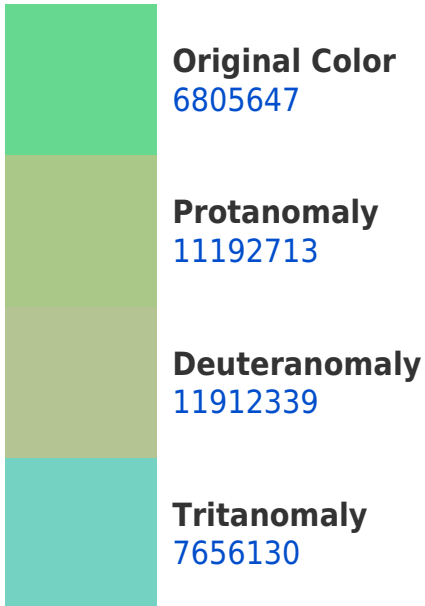 Original Color
6805647
Protanomaly
11192713
Deuteranomaly
11912339
Tritanomaly
7656130